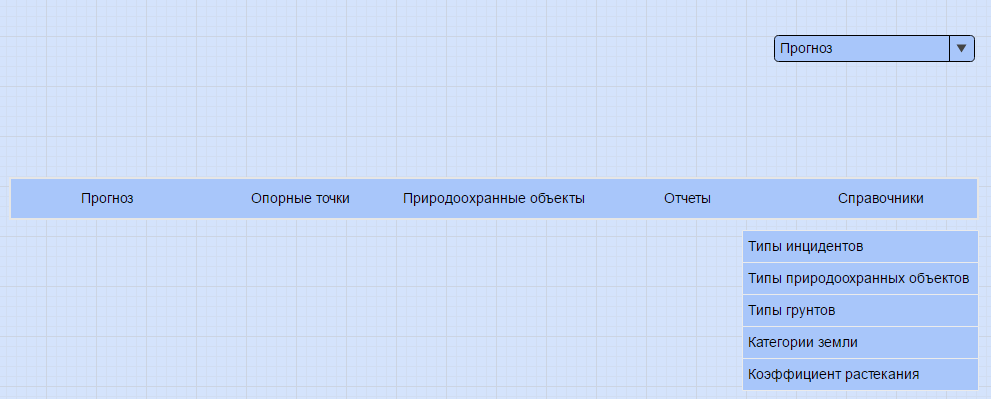 Прогноз
Прогноз Опорные точки Природоохранные объекты Отчеты Справочники
Типы инцидентов
Типы природоохранных объектов
Типы грунтов
Категории земли
Коэффициент растекания